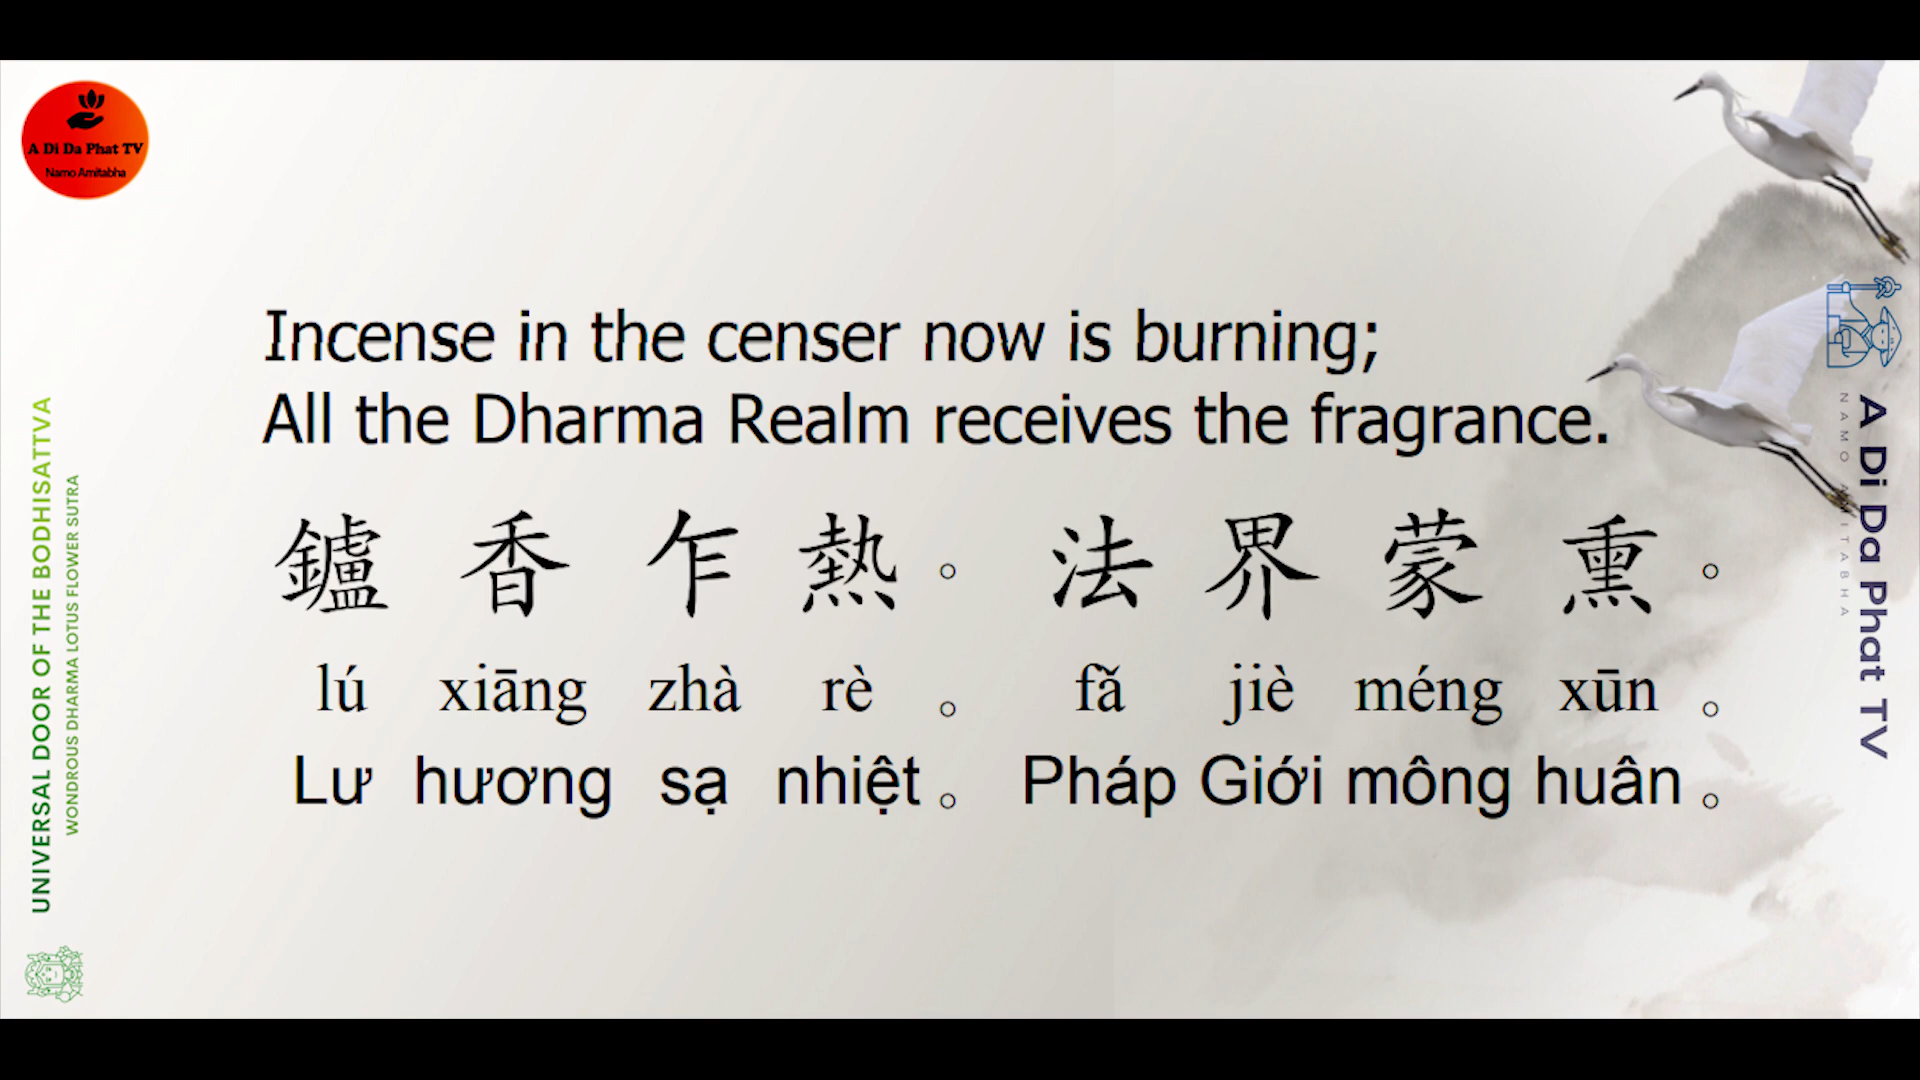 A Di Da Phat TV
Namo Amitabha
Incense in the censer now is burning;
All the Dharma Realm receives the fragrance.
鑪香乍熱。法界蒙熏。
lú xiāng zhà rè。fǎ jiè méng xūn。
Lư hương sạ nhiệt。Pháp Giới mông huân。
UNIVERSAL DOOR OF THE BODHISATTVA
WONDROUS DHARMA LOTUS FLOWER SUTRA
A Di Da Phat TV
NAMO AMITABHA